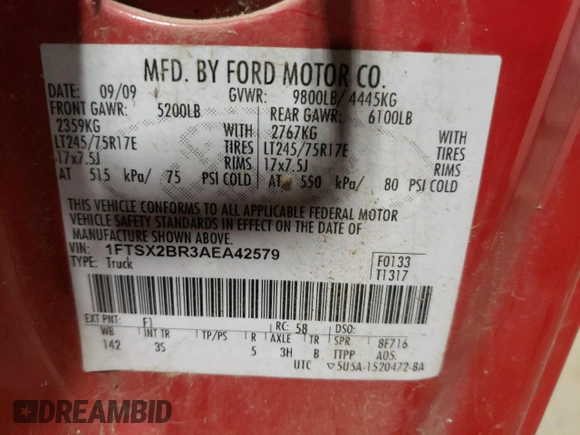 MFD. BY FORD MOTOR CO.
DATE: 09/09 GVWR: 9800LB/ 4445KG
FRONT GAWR: 5200LB REAR GAWR: 6100LB
2359KG WITH 2767KG WITH
LT245/75R17E TIRES LT245/75R17E TIRES
17x7.5J RIMS 17x7.5J RIMS
AT 515 kPa/ 75 PSI COLD AT 550 kPa/ 80 PSI COLD
THIS VEHICLE CONFORMS TO ALL APPLICABLE FEDERAL MOTOR
VEHICLE SAFETY STANDARDS IN EFFECT ON THE DATE OF
MANUFACTURE SHOWN ABOVE.
VIN: 1FTSX2BR3AEA42579 F0133
TYPE: Truck T1317
EXT PNT: F1 RC: 58 DSO:
WB INT TR TP/PS R AXLE TR SPR 8F716
142 3S 5 3H B TTPP A05
UTC 5U5A-1520472-BA
DREAMBID